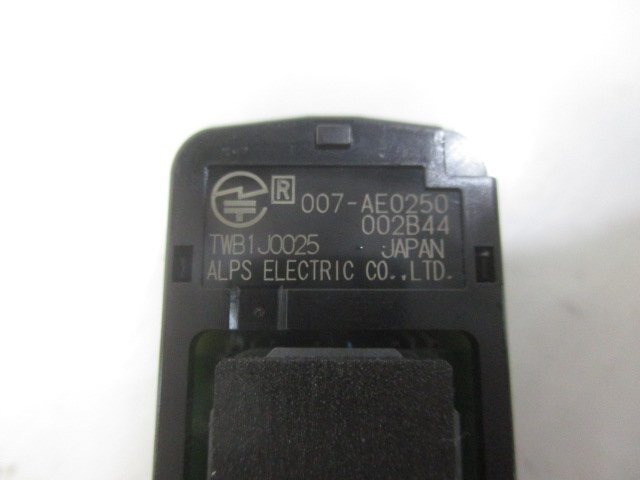 R 007-AE0250
002B44
TWB1J0025 JAPAN
ALPS ELECTRIC CO.,LTD.